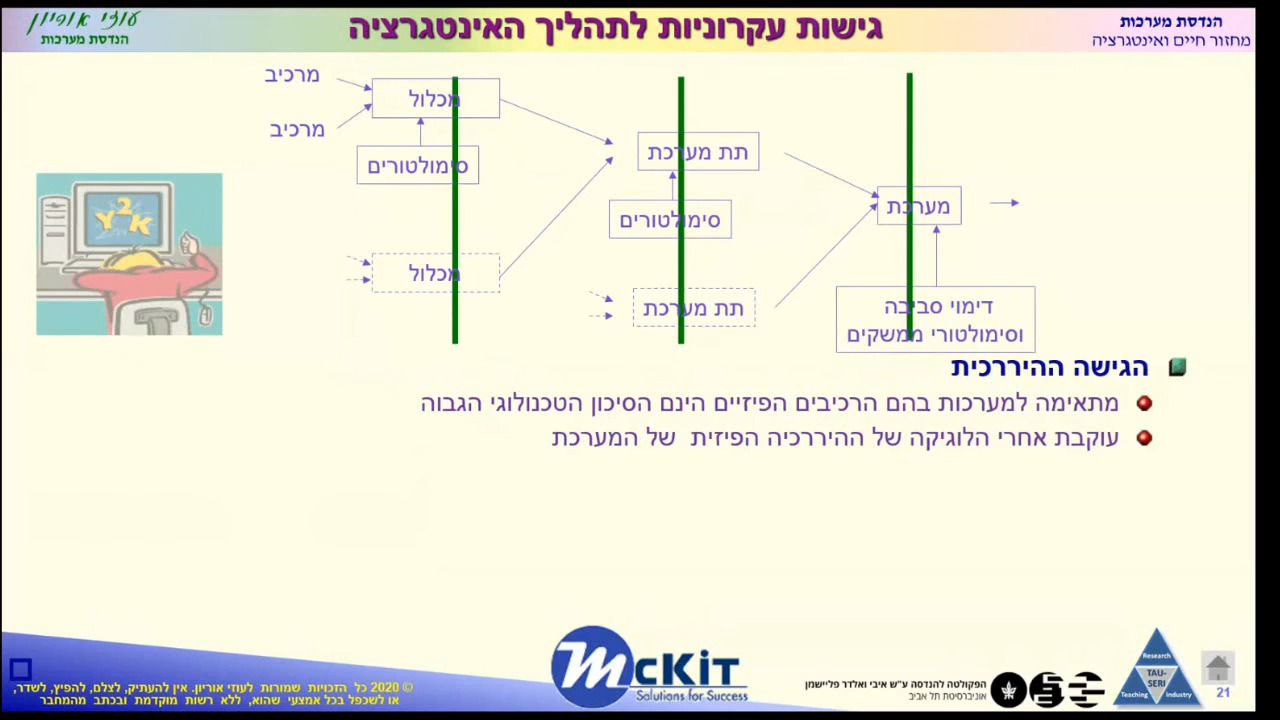 הנדסת מערכות
מחזור חיים ואינטגרציה
גישות עקרוניות לתהליך האינטגרציה
עוזי אוריון
הנדסת מערכות
מרכיב
מרכיב
מכלול
סימולטורים
מכלול
תת מערכת
סימולטורים
תת מערכת
מערכת
דימוי סביבה
וסימולטורי ממשקים
א2Y
הגישה ההיררכית
מתאימה למערכות בהם הרכיבים הפיזיים הינם הסיכון הטכנולוגי הגבוה
עוקבת אחרי הלוגיקה של ההיררכיה הפיזית של המערכת
21
Research
TAU-
SERI
Teaching Industry
הפקולטה להנדסה ע"ש איבי ואלדר פליישמן
אוניברסיטת תל אביב
McKiT
Solutions for Success
© 2020 כל הזכויות שמורות לעוזי אוריון. אין להעתיק, לצלם, להפיץ, לשדר,
או לשכפל בכל אמצעי שהוא, ללא רשות מוקדמת ובכתב מהמחבר